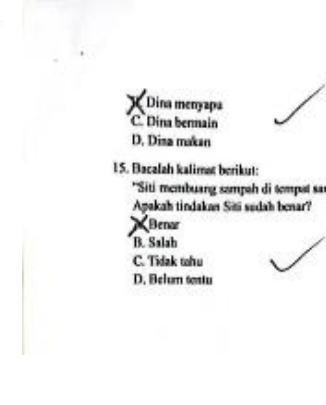 Dina menyapu
C. Dina bermain
D. Dina makan
15. Bacalah kalimat berikut:
"Siti membuang sampah di tempat
Apakah tindakan Siti sudah benar?
Benar
B. Salah
C. Tidak tahu
D. Belum tentu